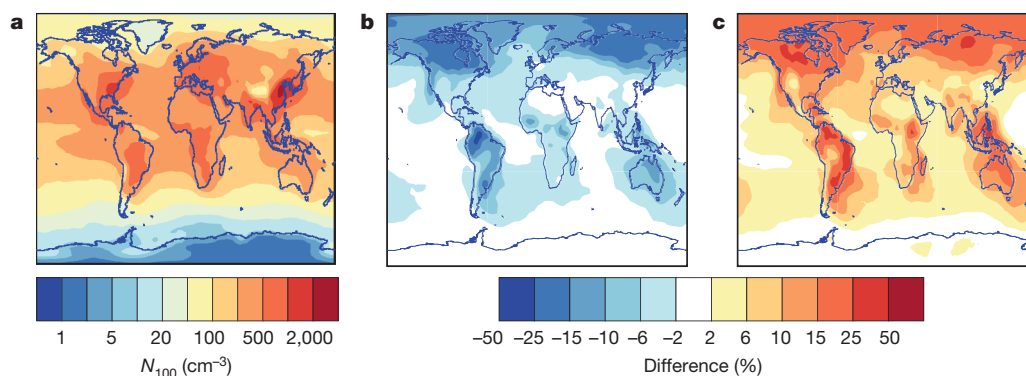 a b c
1 5 20 100 500 2,000
N100 (cm–3)
–50 –25 –15 –10 –6 –2 2 6 10 15 25 50
Difference (%)